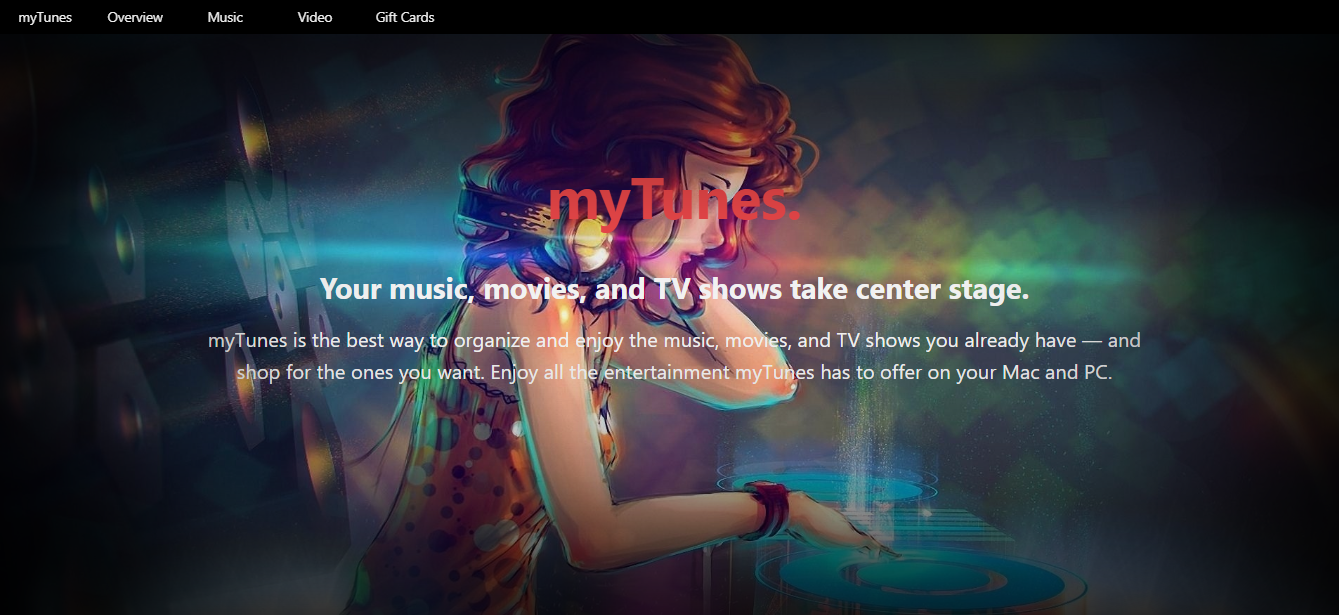 myTunes Overview Music Video Gift Cards
myTunes.
Your music, movies, and TV shows take center stage.
myTunes is the best way to organize and enjoy the music, movies, and TV shows you already have — and
shop for the ones you want. Enjoy all the entertainment myTunes has to offer on your Mac and PC.